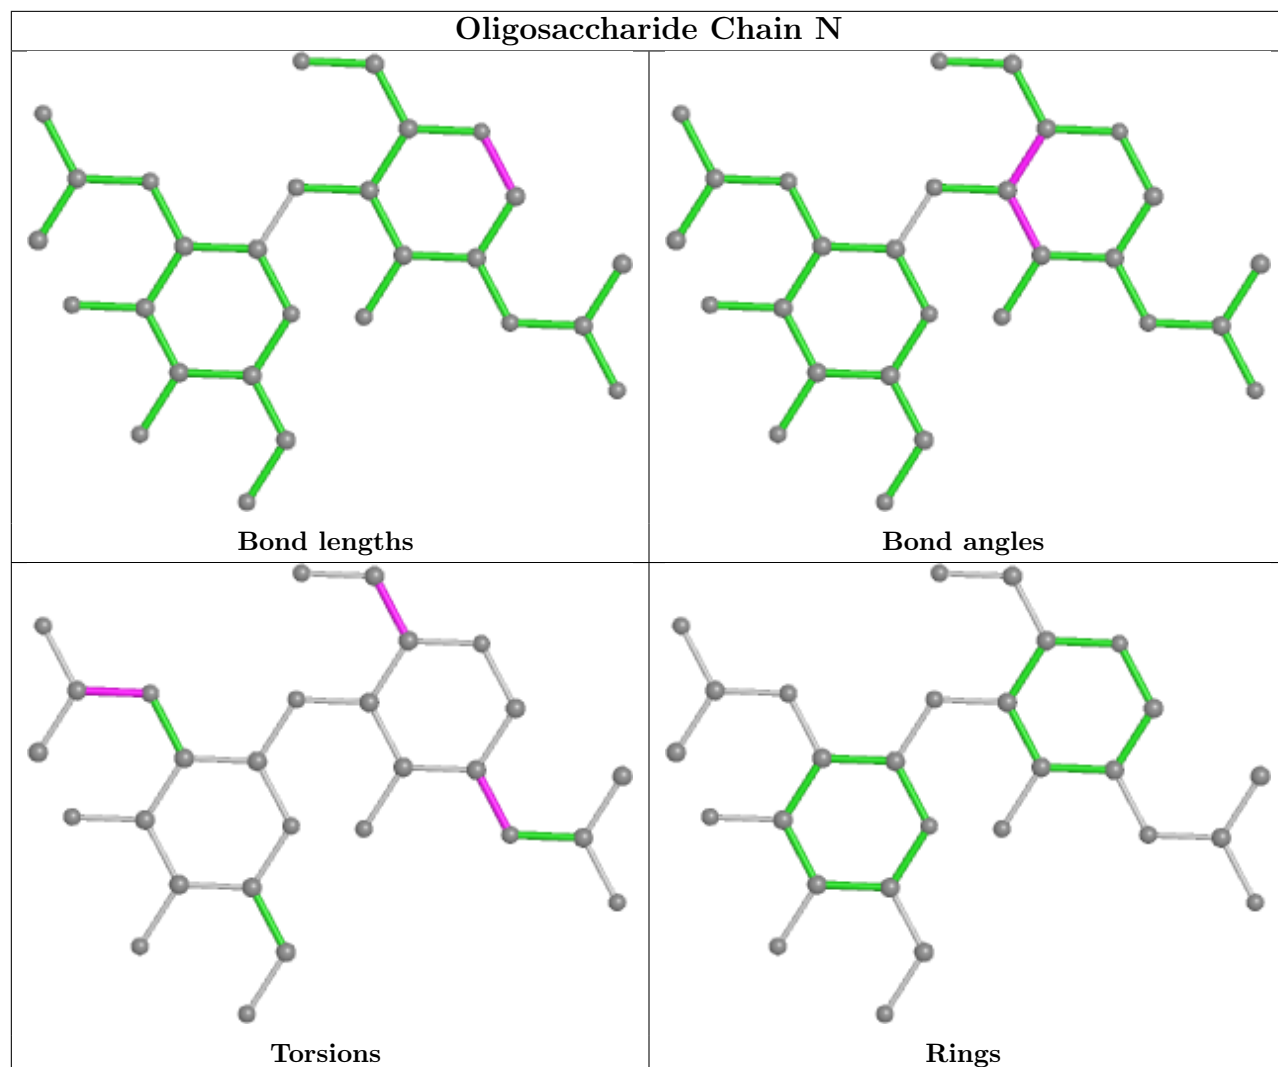 Oligosaccharide Chain N
Bond lengths
Bond angles
Torsions
Rings